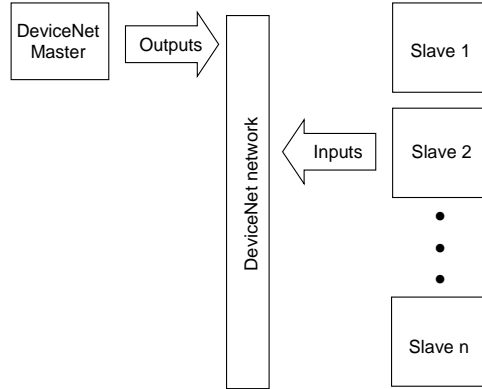 DeviceNet
Master
Outputs
Slave 1
DeviceNet network
Inputs
Slave 2
Slave n